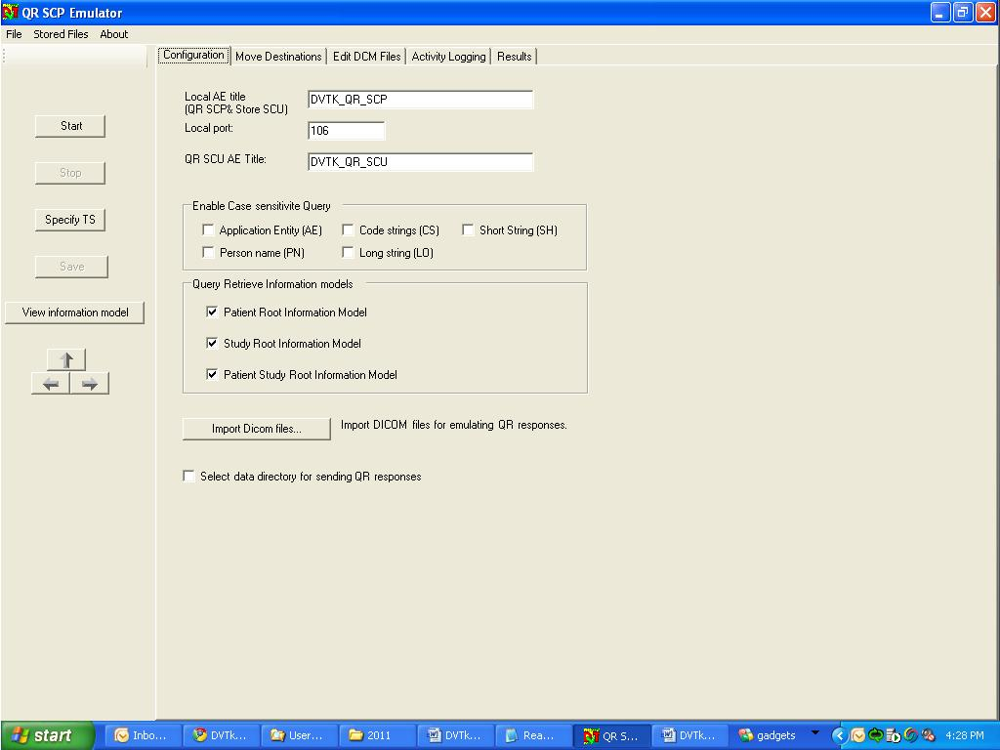 QR SCP Emulator
File Stored Files About
Configuration Move Destinations Edit DCM Files Activity Logging Results
Local AE title
(QR SCP& Store SCU)
DVTK_QR_SCP
Local port:
106
QR SCU AE Title:
DVTK_QR_SCU
Start
Stop
Specify TS
Save
View information model
Enable Case sensitivite Query
Application Entity (AE) Code strings (CS) Short String (SH)
Person name (PN) Long string (LO)
Query Retrieve Information models
Patient Root Information Model
Study Root Information Model
Patient Study Root Information Model
Import Dicom files... Import DICOM files for emulating QR responses.
Select data directory for sending QR responses
start Inbo... DVTk... User... 2011 DVTk... Rea... QR S... DVTk... gadgets 4:28 PM